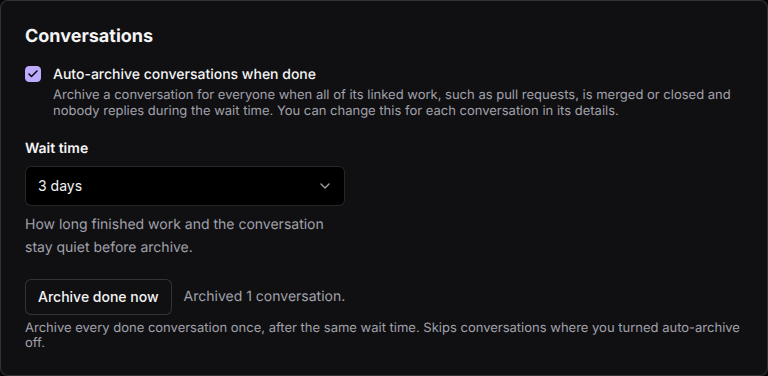 Conversations
Auto-archive conversations when done
Archive a conversation for everyone when all of its linked work, such as pull requests, is merged or closed and
nobody replies during the wait time. You can change this for each conversation in its details.
Wait time
3 days
How long finished work and the conversation
stay quiet before archive.
Archive done now
Archived 1 conversation.
Archive every done conversation once, after the same wait time. Skips conversations where you turned auto-archive
off.